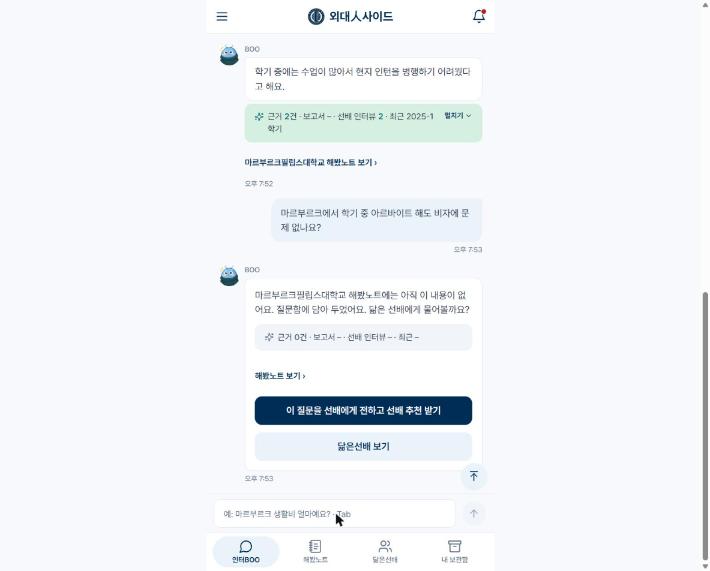 외대人사이드
BOO
학기 중에는 수업이 많아서 현지 인턴을 병행하기 어려웠다
고 해요.
근거 2건 · 보고서 – · 선배 인터뷰 2 · 최근 2025-1
학기
펼치기
마르부르크필립스대학교 해봤노트 보기 ›
오후 7:52
마르부르크에서 학기 중 아르바이트 해도 비자에 문
제 없나요?
오후 7:53
BOO
마르부르크필립스대학교 해봤노트에는 아직 이 내용이 없
어요. 질문함에 담아 두었어요. 닮은 선배에게 물어볼까요?
근거 0건 · 보고서 – · 선배 인터뷰 – · 최근 –
해봤노트 보기 ›
이 질문을 선배에게 전하고 선배 추천 받기
닮은선배 보기
오후 7:53
예: 마르부르크 생활비 얼마예요? · Tab
인터BOO
해봤노트
닮은선배
내 보관함